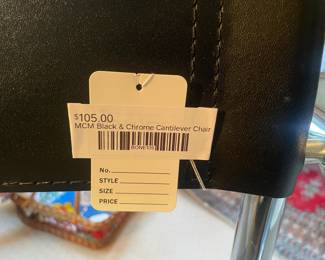 $105.00
MCM Black & Chrome Cantilever Chair
No.
STYLE
SIZE
PRICE